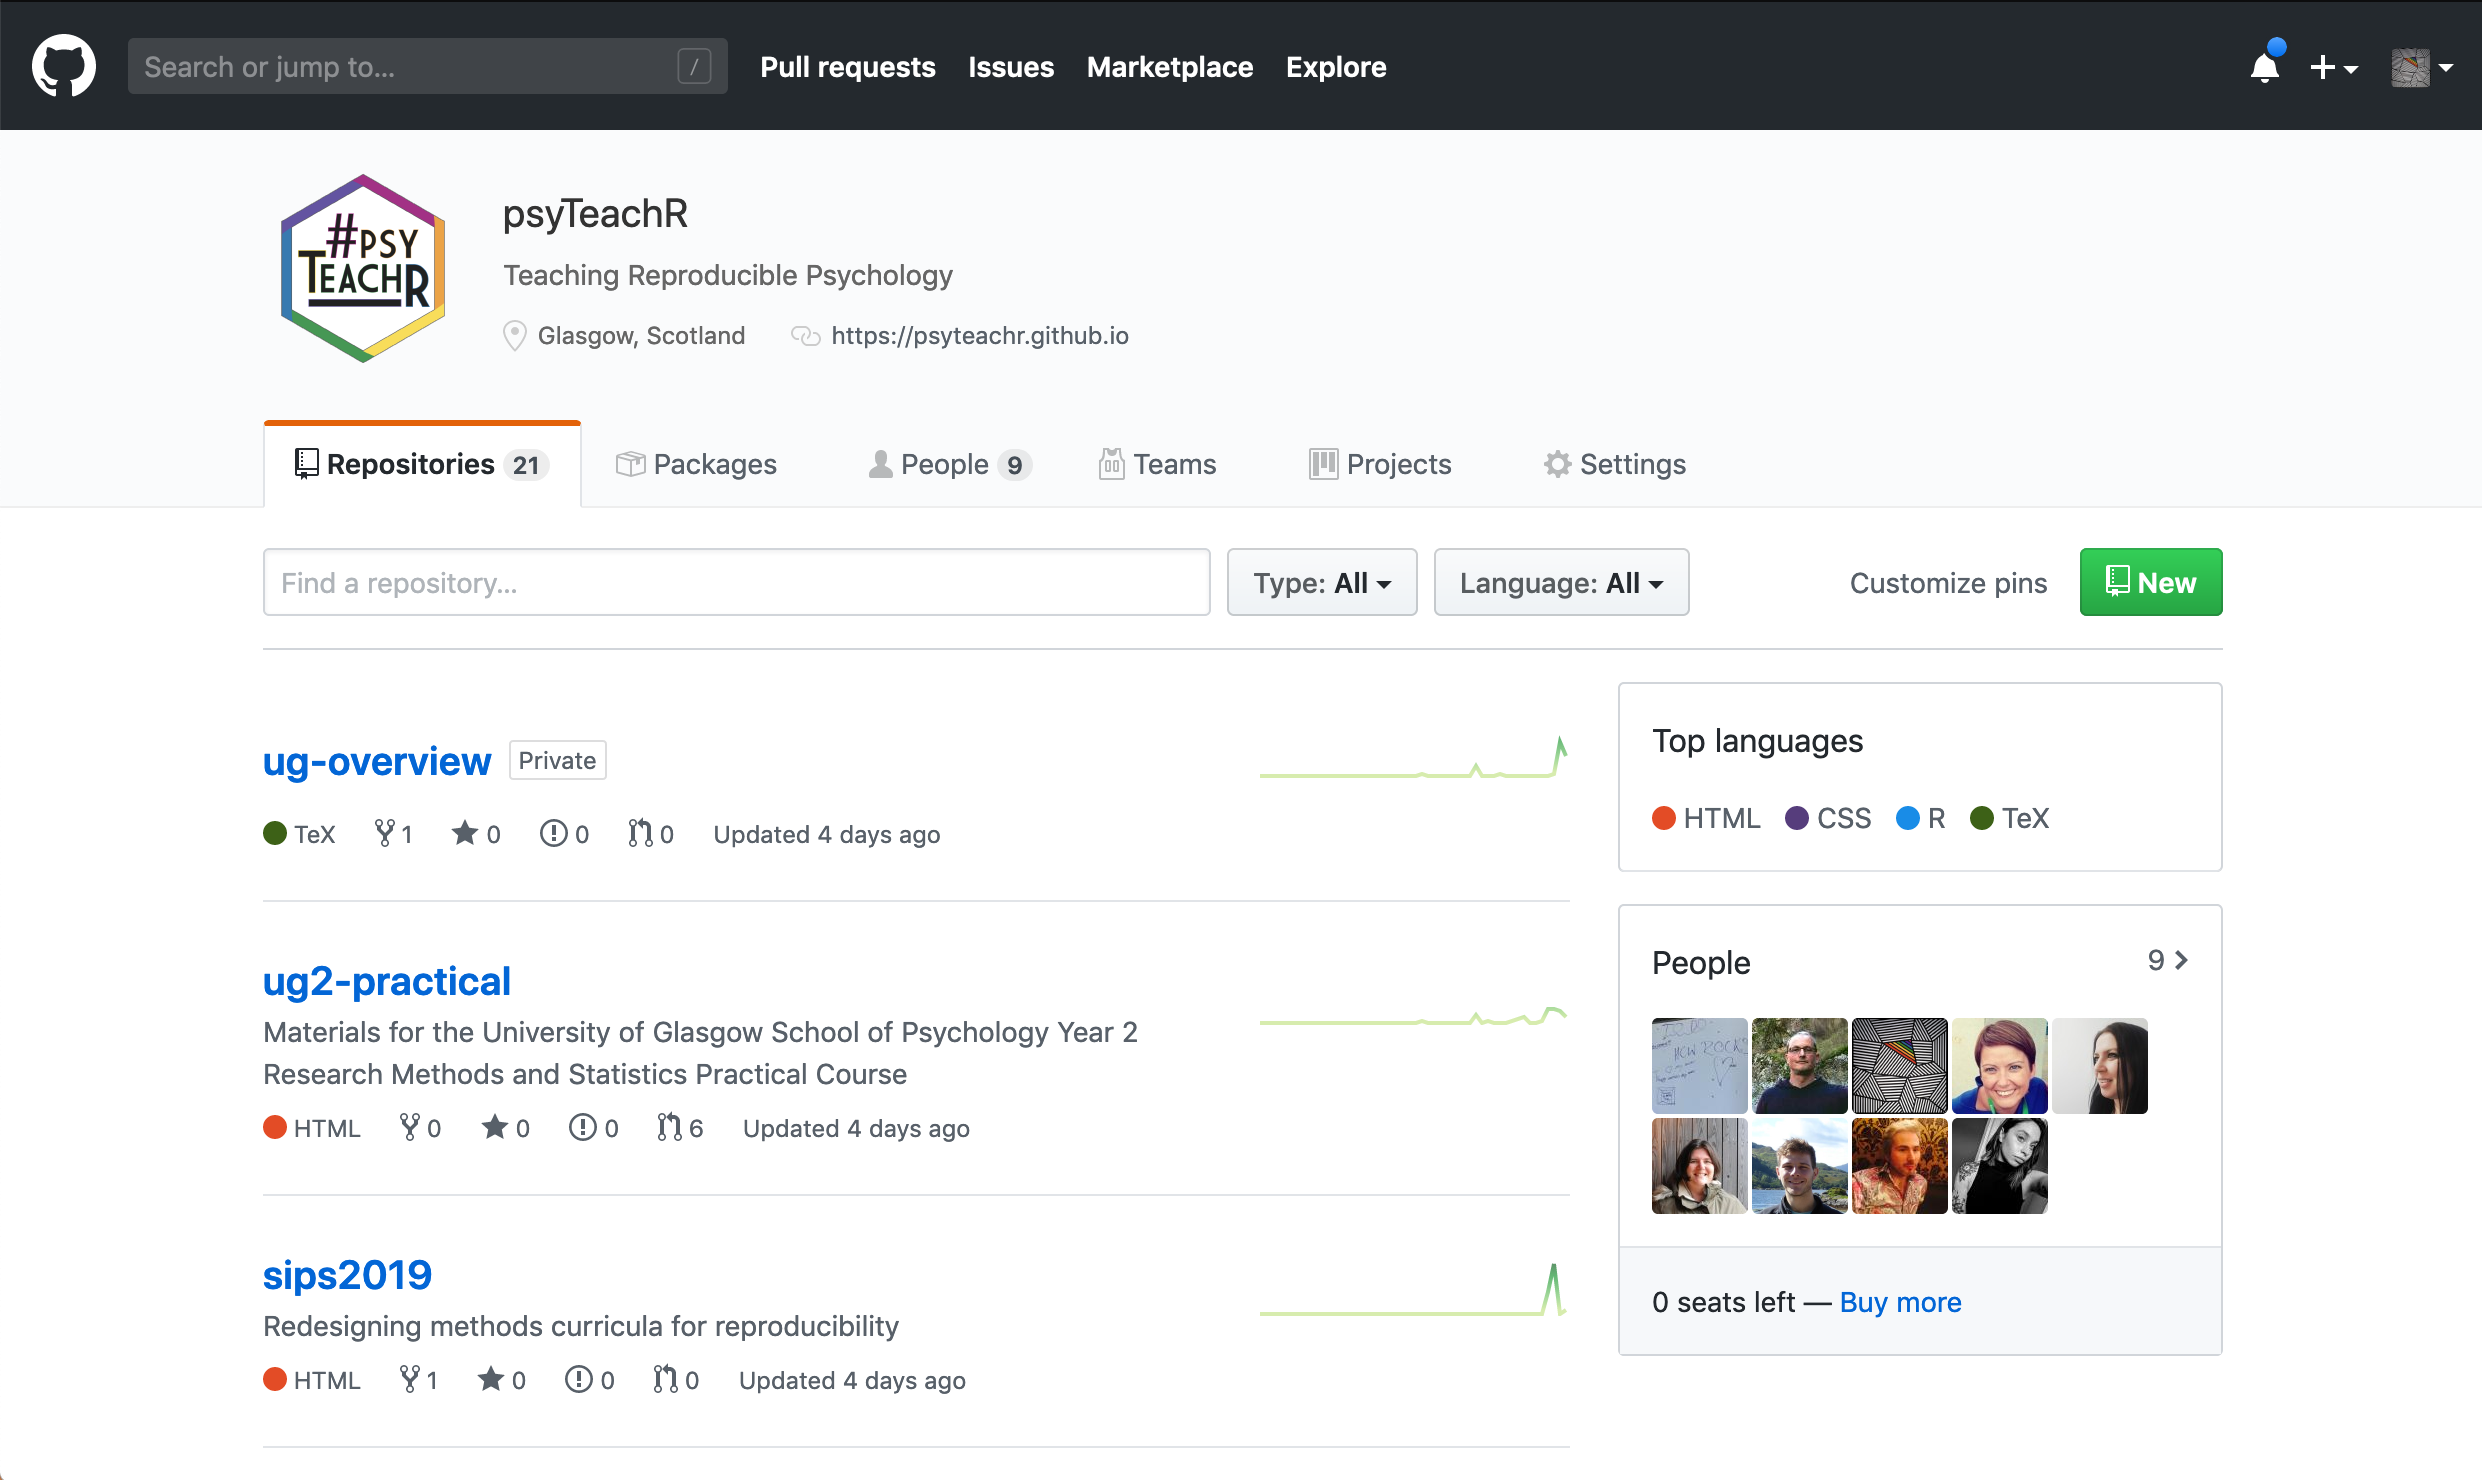 Search or jump to... /
Pull requests Issues Marketplace Explore
#PSY
TEACHR
psyTeachR
Teaching Reproducible Psychology
Glasgow, Scotland https://psyteachr.github.io
Repositories 21 Packages People 9 Teams Projects Settings
Find a repository... Type: All Language: All Customize pins New
ug-overview Private
TeX 1 0 0 0 Updated 4 days ago
ug2-practical
Materials for the University of Glasgow School of Psychology Year 2
Research Methods and Statistics Practical Course
HTML 0 0 0 6 Updated 4 days ago
sips2019
Redesigning methods curricula for reproducibility
HTML 1 0 0 0 Updated 4 days ago
Top languages
HTML CSS R TeX
People 9
0 seats left — Buy more